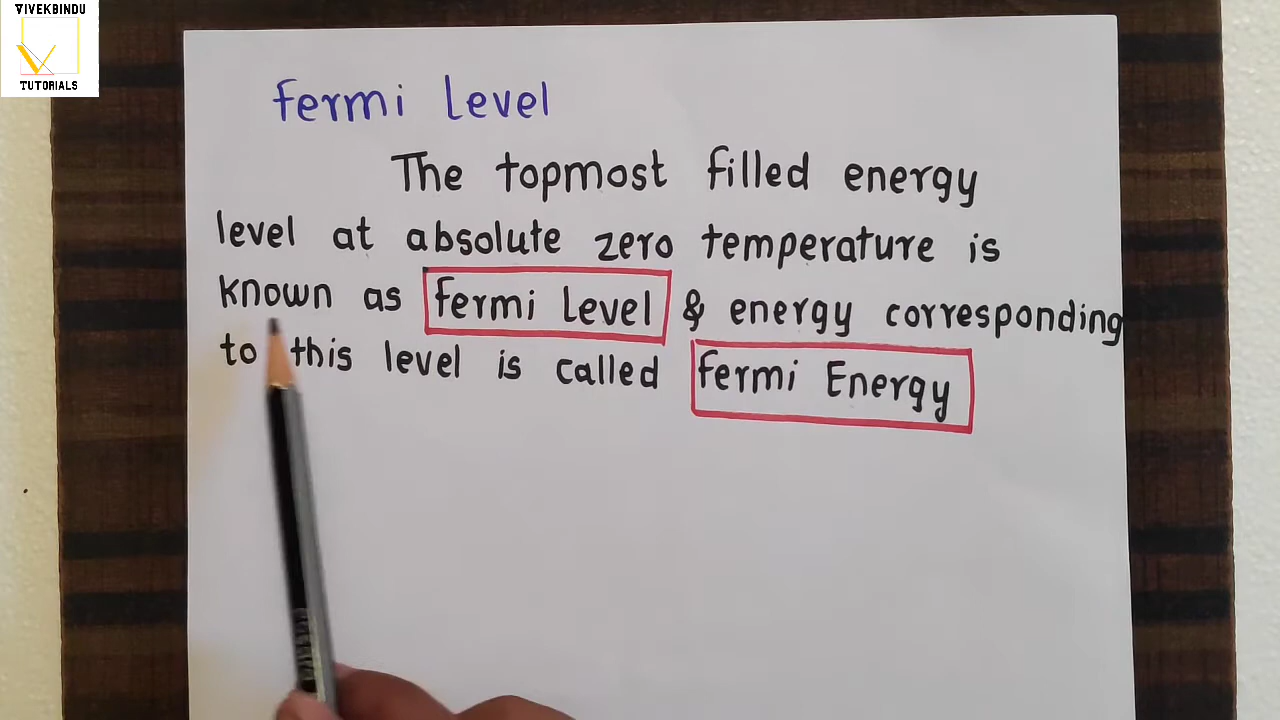 VIVEKBINDU
TUTORIALS
Fermi Level
The topmost filled energy
level at absolute zero temperature is
known as Fermi Level & energy corresponding
to this level is called Fermi Energy